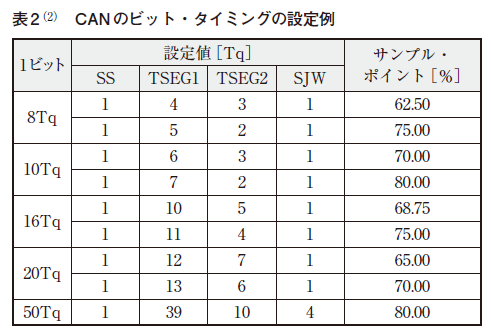 表2(2) CANのビット・タイミングの設定例
1ビット 設定値[Tq] サンプル・ポイント[%]
SS TSEG1 TSEG2 SJW
8Tq 1 4 3 1 62.50
1 5 2 1 75.00
10Tq 1 6 3 1 70.00
1 7 2 1 80.00
16Tq 1 10 5 1 68.75
1 11 4 1 75.00
20Tq 1 12 7 1 65.00
1 13 6 1 70.00
50Tq 1 39 10 4 80.00